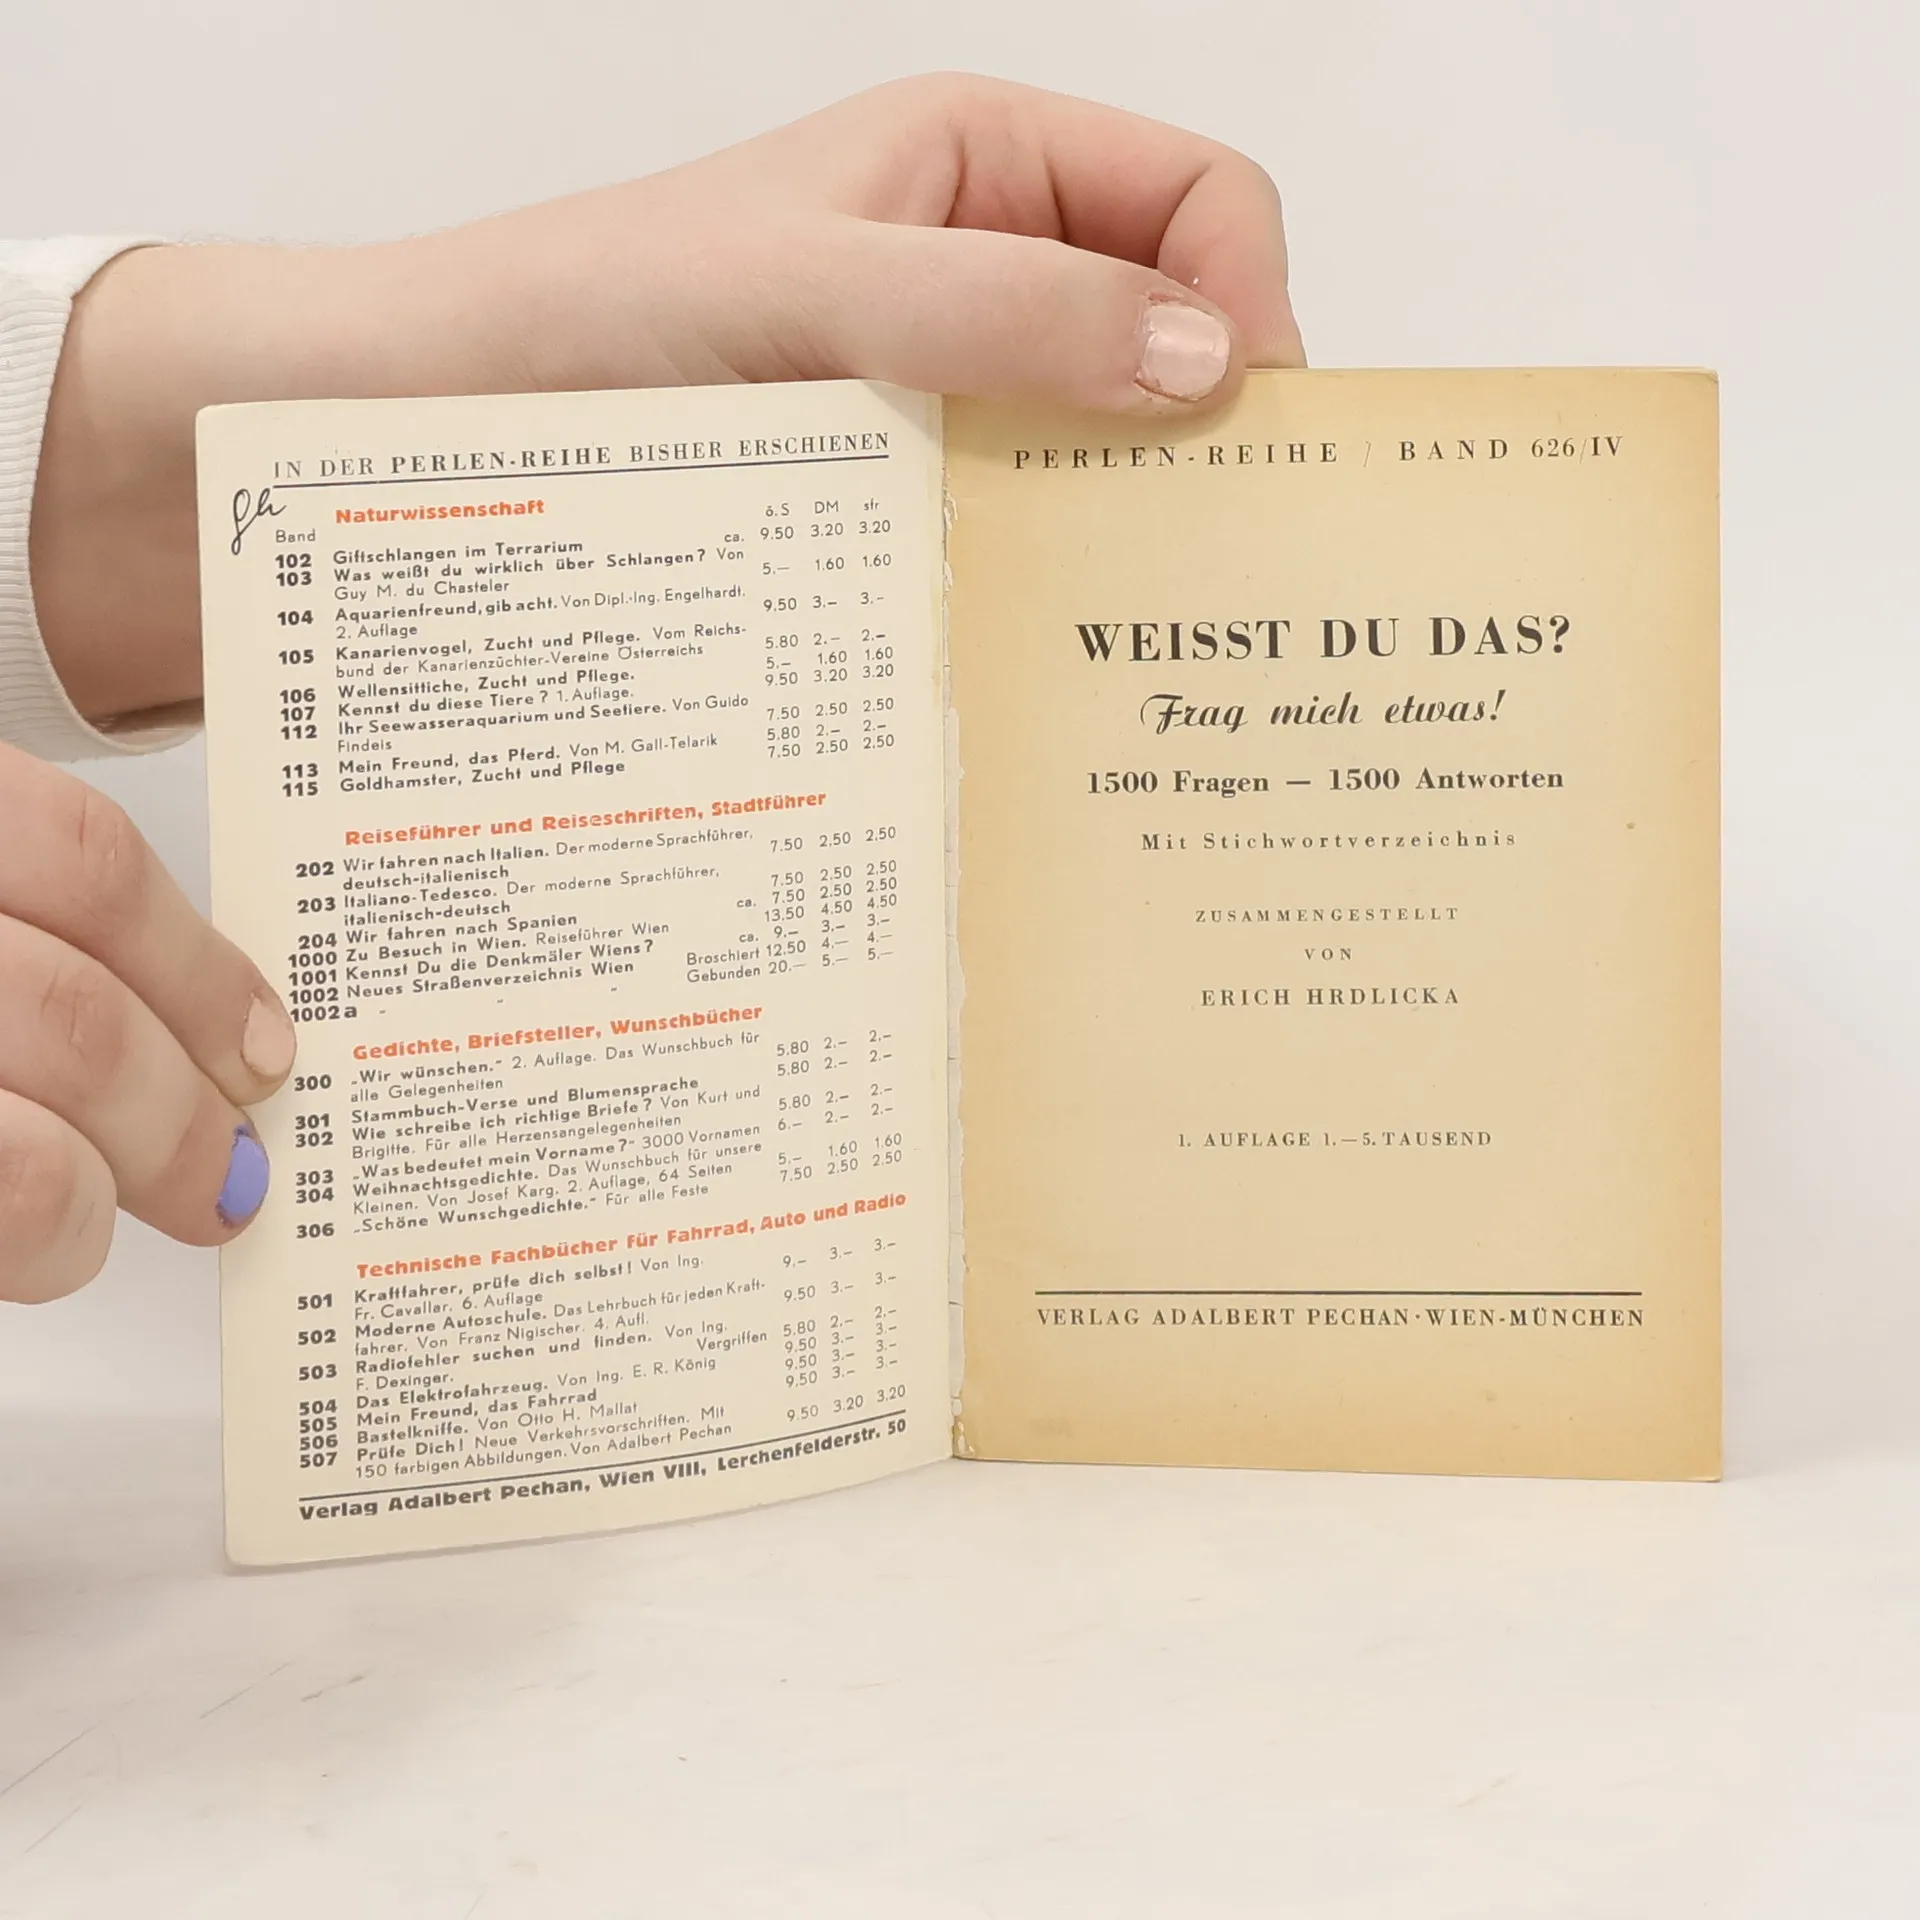 IN DER PERLEN-REIHE BISHER ERSCHIENEN
Naturwissenschaft
Band ö.S DM sfr
102 Giftschlangen im Terrarium ca. 9.50 3.20 3.20
103 Was weißt du wirklich über Schlangen? Von
Guy M. du Chasteler 5.— 1.60 1.60
104 Aquarienfreund, gib acht. Von Dipl.-Ing. Engelhardt.
2. Auflage 9.50 3.— 3.—
105 Kanarienvogel, Zucht und Pflege. Vom Reichs-
bund der Kanarienzüchter-Vereine Österreichs 5.80 2.— 2.—
106 Wellensittiche, Zucht und Pflege. 5.— 1.60 1.60
107 Kennst du diese Tiere? 1. Auflage. 9.50 3.20 3.20
112 Ihr Seewasseraquarium und Seetiere. Von Guido
Findeis 7.50 2.50 2.50
113 Mein Freund, das Pferd. Von M. Gall-Telarik 5.80 2.— 2.—
115 Goldhamster, Zucht und Pflege 7.50 2.50 2.50
Reiseführer und Reiseschriften, Stadtführer
202 Wir fahren nach Italien. Der moderne Sprachführer,
deutsch-italienisch 7.50 2.50 2.50
203 Italiano-Tedesco. Der moderne Sprachführer,
italienisch-deutsch 7.50 2.50 2.50
204 Wir fahren nach Spanien ca. 7.50 2.50 2.50
1000 Zu Besuch in Wien. Reiseführer Wien 13.50 4.50 4.50
1001 Kennst Du die Denkmäler Wiens? ca. 9.— 3.— 3.—
1002 Neues Straßenverzeichnis Wien Broschiert 12.50 4.— 4.—
1002a „ „ „ Gebunden 20.— 5.— 5.—
Gedichte, Briefsteller, Wunschbücher
300 „Wir wünschen.“ 2. Auflage. Das Wunschbuch für
alle Gelegenheiten 5.80 2.— 2.—
301 Stammbuch-Verse und Blumensprache 5.80 2.— 2.—
302 Wie schreibe ich richtige Briefe? Von Kurt und
Brigitte. Für alle Herzensangelegenheiten 5.80 2.— 2.—
303 „Was bedeutet mein Vorname?“ 3000 Vornamen 6.— 2.— 2.—
304 Weihnachtsgedichte. Das Wunschbuch für unsere
Kleinen. Von Josef Karg. 2. Auflage, 64 Seiten 5.— 1.60 1.60
306 „Schöne Wunschgedichte.“ Für alle Feste 7.50 2.50 2.50
Technische Fachbücher für Fahrrad, Auto und Radio
501 Kraftfahrer, prüfe dich selbst! Von Ing.
Fr. Cavallar. 6. Auflage 9.— 3.— 3.—
502 Moderne Autoschule. Das Lehrbuch für jeden Kraft-
fahrer. Von Franz Nigischer. 4. Aufl. 9.50 3.— 3.—
503 Radiofehler suchen und finden. Von Ing.
F. Dexinger. Vergriffen 5.80 2.— 2.—
504 Das Elektrofahrzeug. Von Ing. E. R. König 9.50 3.— 3.—
505 Mein Freund, das Fahrrad 9.50 3.— 3.—
506 Bastelkniffe. Von Otto H. Mallat 9.50 3.— 3.—
507 Prüfe Dich! Neue Verkehrsvorschriften. Mit
150 farbigen Abbildungen. Von Adalbert Pechan 9.50 3.20 3.20
Verlag Adalbert Pechan, Wien VIII, Lerchenfelderstr. 50
PERLEN-REIHE / BAND 626/IV
WEISST DU DAS?
Frag mich etwas!
1500 Fragen — 1500 Antworten
Mit Stichwortverzeichnis
ZUSAMMENGESTELLT
VON
ERICH HRDLICKA
1. AUFLAGE 1.—5. TAUSEND
VERLAG ADALBERT PECHAN·WIEN-MÜNCHEN